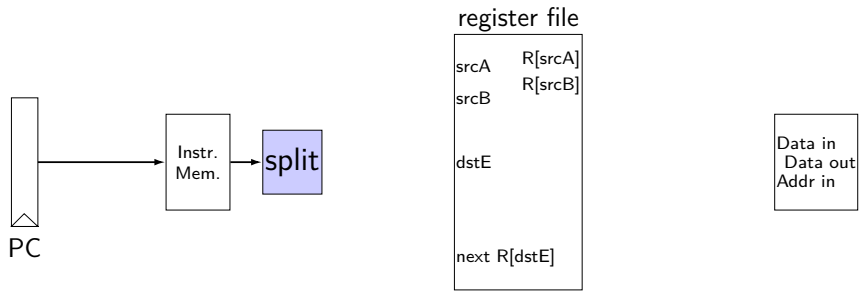 register file
srcA
R[srcA]
srcB
R[srcB]
dstE
next R[dstE]
PC
Instr.
Mem.
split
Data in
Data out
Addr in